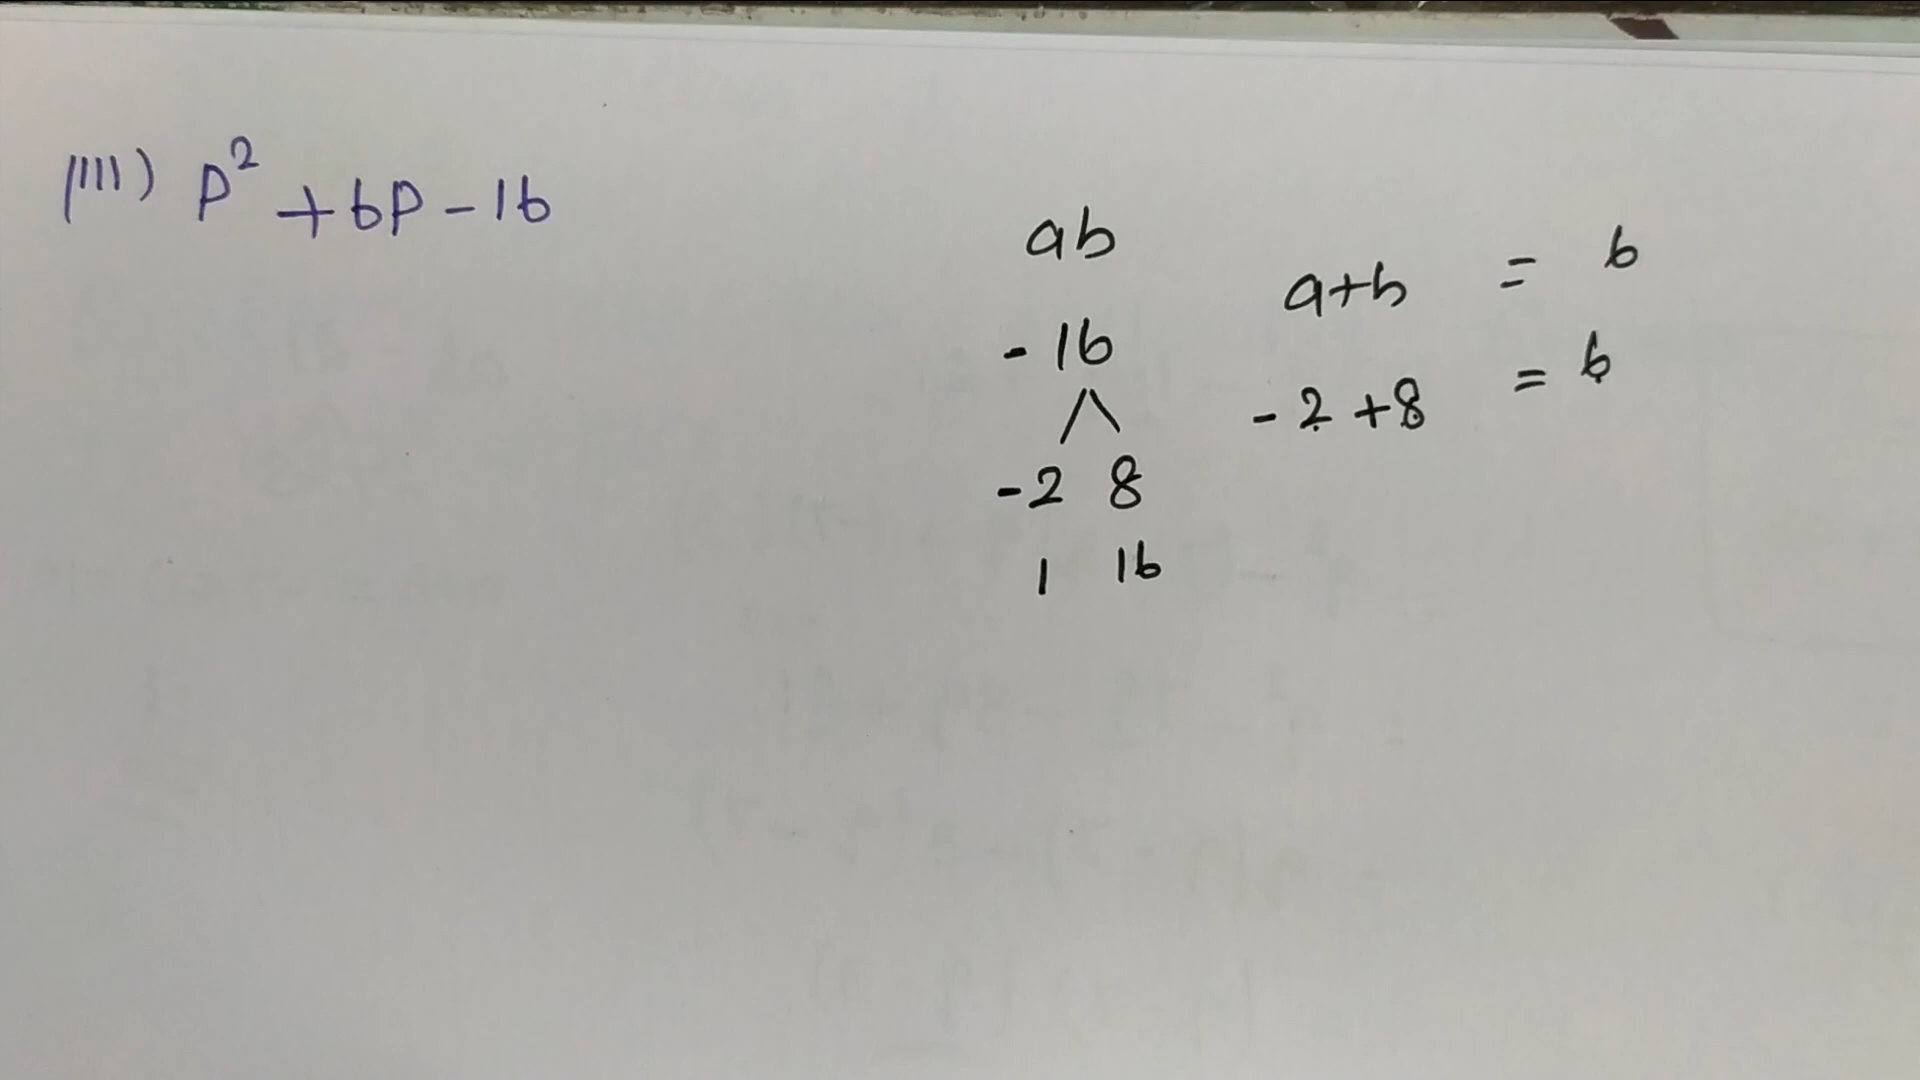 (iii) p² + 6p - 16
ab
a+b = 6
- 16
- 2 + 8 = 6
- 2 8
1 16